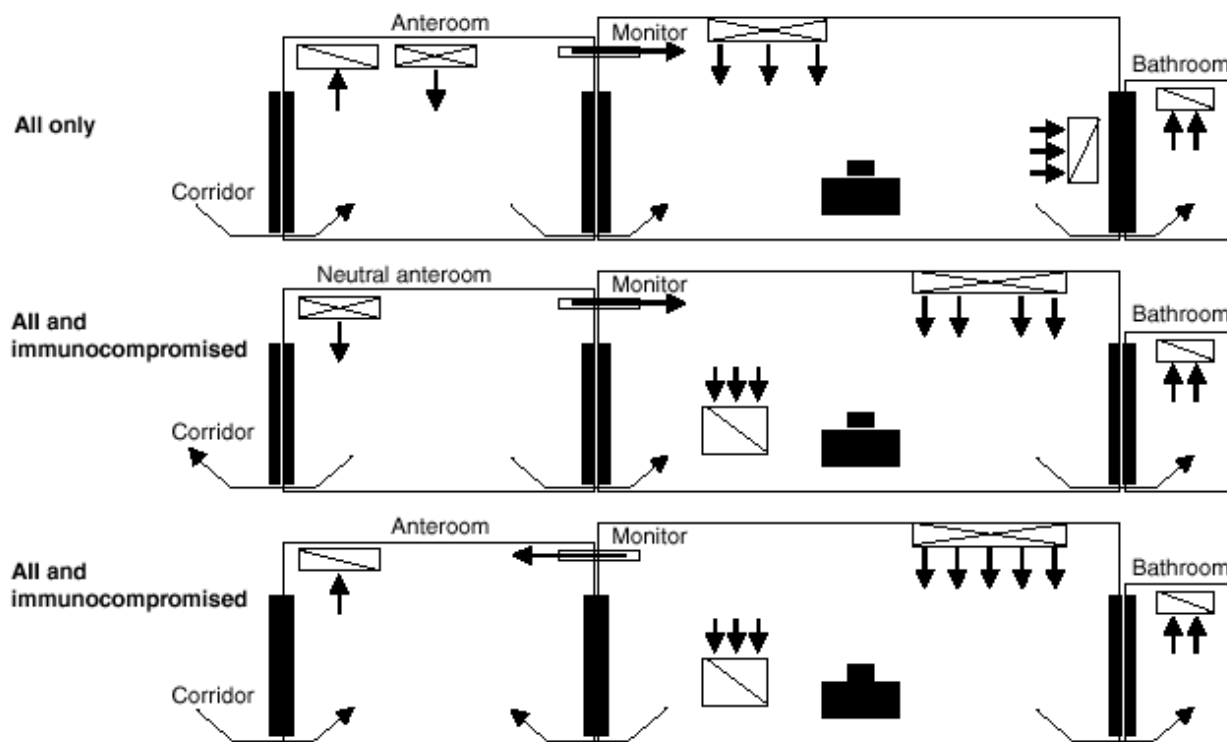 Anteroom
Monitor
Bathroom
All only
Corridor
Neutral anteroom
Monitor
Bathroom
All and
immunocompromised
Corridor
Anteroom
Monitor
Bathroom
All and
immunocompromised
Corridor